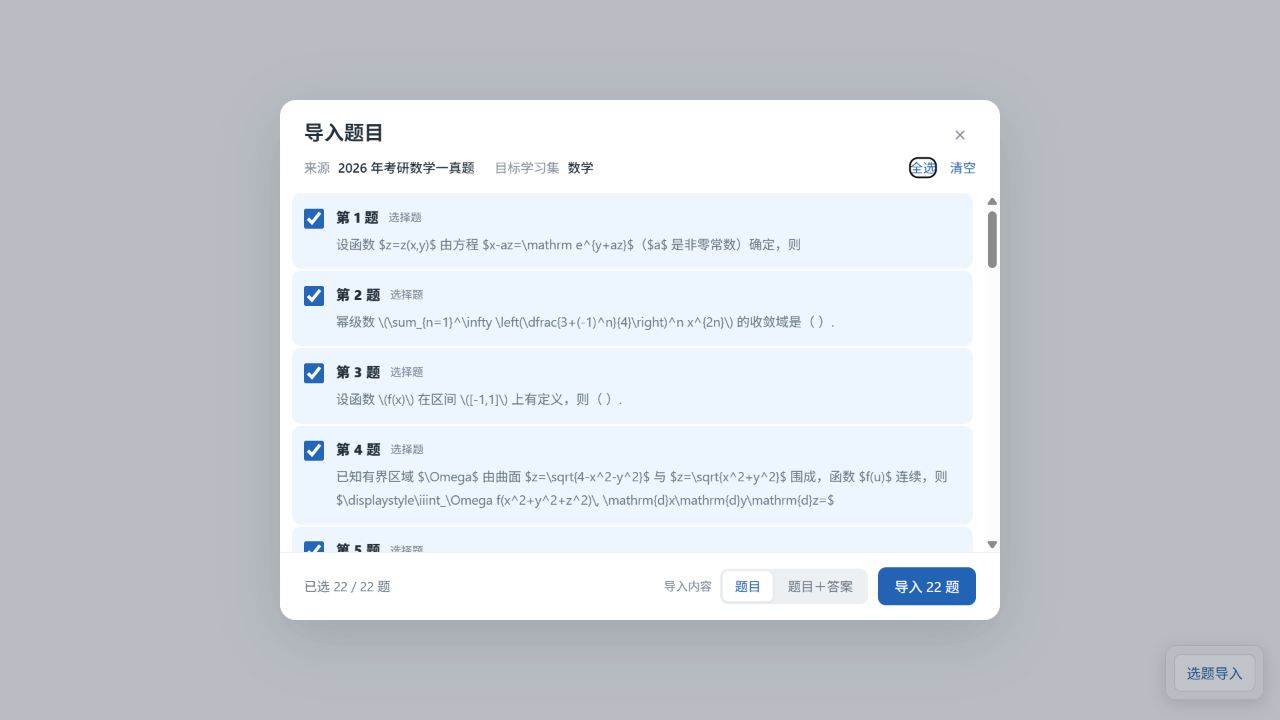 导入题目
×
来源 2026 年考研数学一真题 目标学习集 数学 全选 清空
第 1 题 选择题
设函数 $z=z(x,y)$ 由方程 $x-az=\mathrm e^{y+az}$（$a$ 是非零常数）确定，则
第 2 题 选择题
幂级数 \(\sum_{n=1}^\infty \left(\dfrac{3+(-1)^n}{4}\right)^n x^{2n}\) 的收敛域是（ ）.
第 3 题 选择题
设函数 \(f(x)\) 在区间 \([-1,1]\) 上有定义，则（ ）.
第 4 题 选择题
已知有界区域 $\Omega$ 由曲面 $z=\sqrt{4-x^2-y^2}$ 与 $z=\sqrt{x^2+y^2}$ 围成，函数 $f(u)$ 连续，则
$\displaystyle\iiint_\Omega f(x^2+y^2+z^2)\, \mathrm{d}x\mathrm{d}y\mathrm{d}z=$
第 5 题 选择题
已选 22 / 22 题 导入内容 题目 题目＋答案 导入 22 题
选题导入